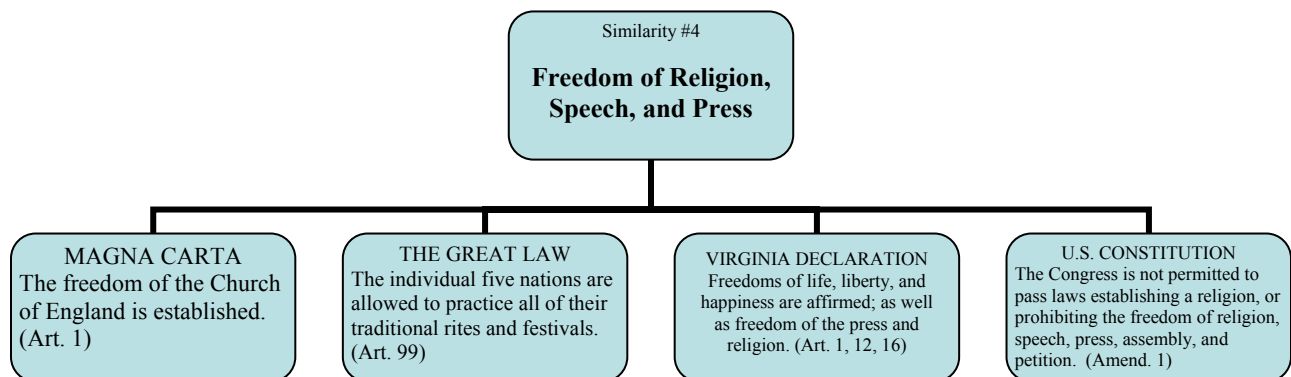 Similarity #4
Freedom of Religion,
Speech, and Press
MAGNA CARTA
The freedom of the Church
of England is established.
(Art. 1)
THE GREAT LAW
The individual five nations are
allowed to practice all of their
traditional rites and festivals.
(Art. 99)
VIRGINIA DECLARATION
Freedoms of life, liberty, and
happiness are affirmed; as well
as freedom of the press and
religion. (Art. 1, 12, 16)
U.S. CONSTITUTION
The Congress is not permitted to
pass laws establishing a religion, or
prohibiting the freedom of religion,
speech, press, assembly, and
petition. (Amend. 1)